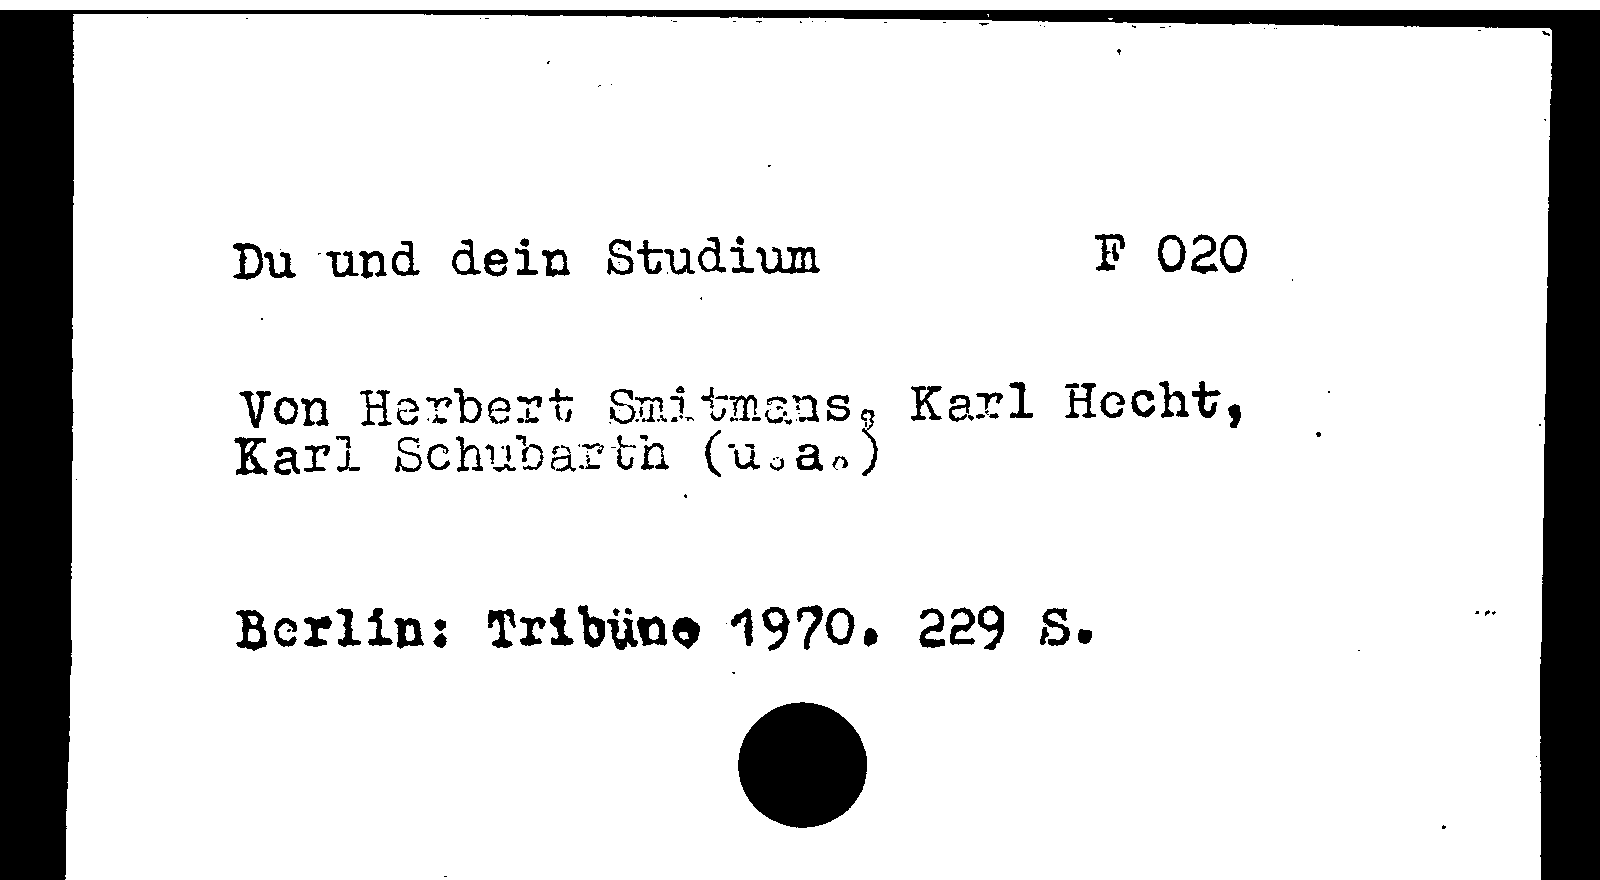 Du und dein Studium F 020
Von Herbert Smitmans, Karl Hecht,
Karl Schubarth (u.a.)
Berlin: Tribüne 1970. 229 S.